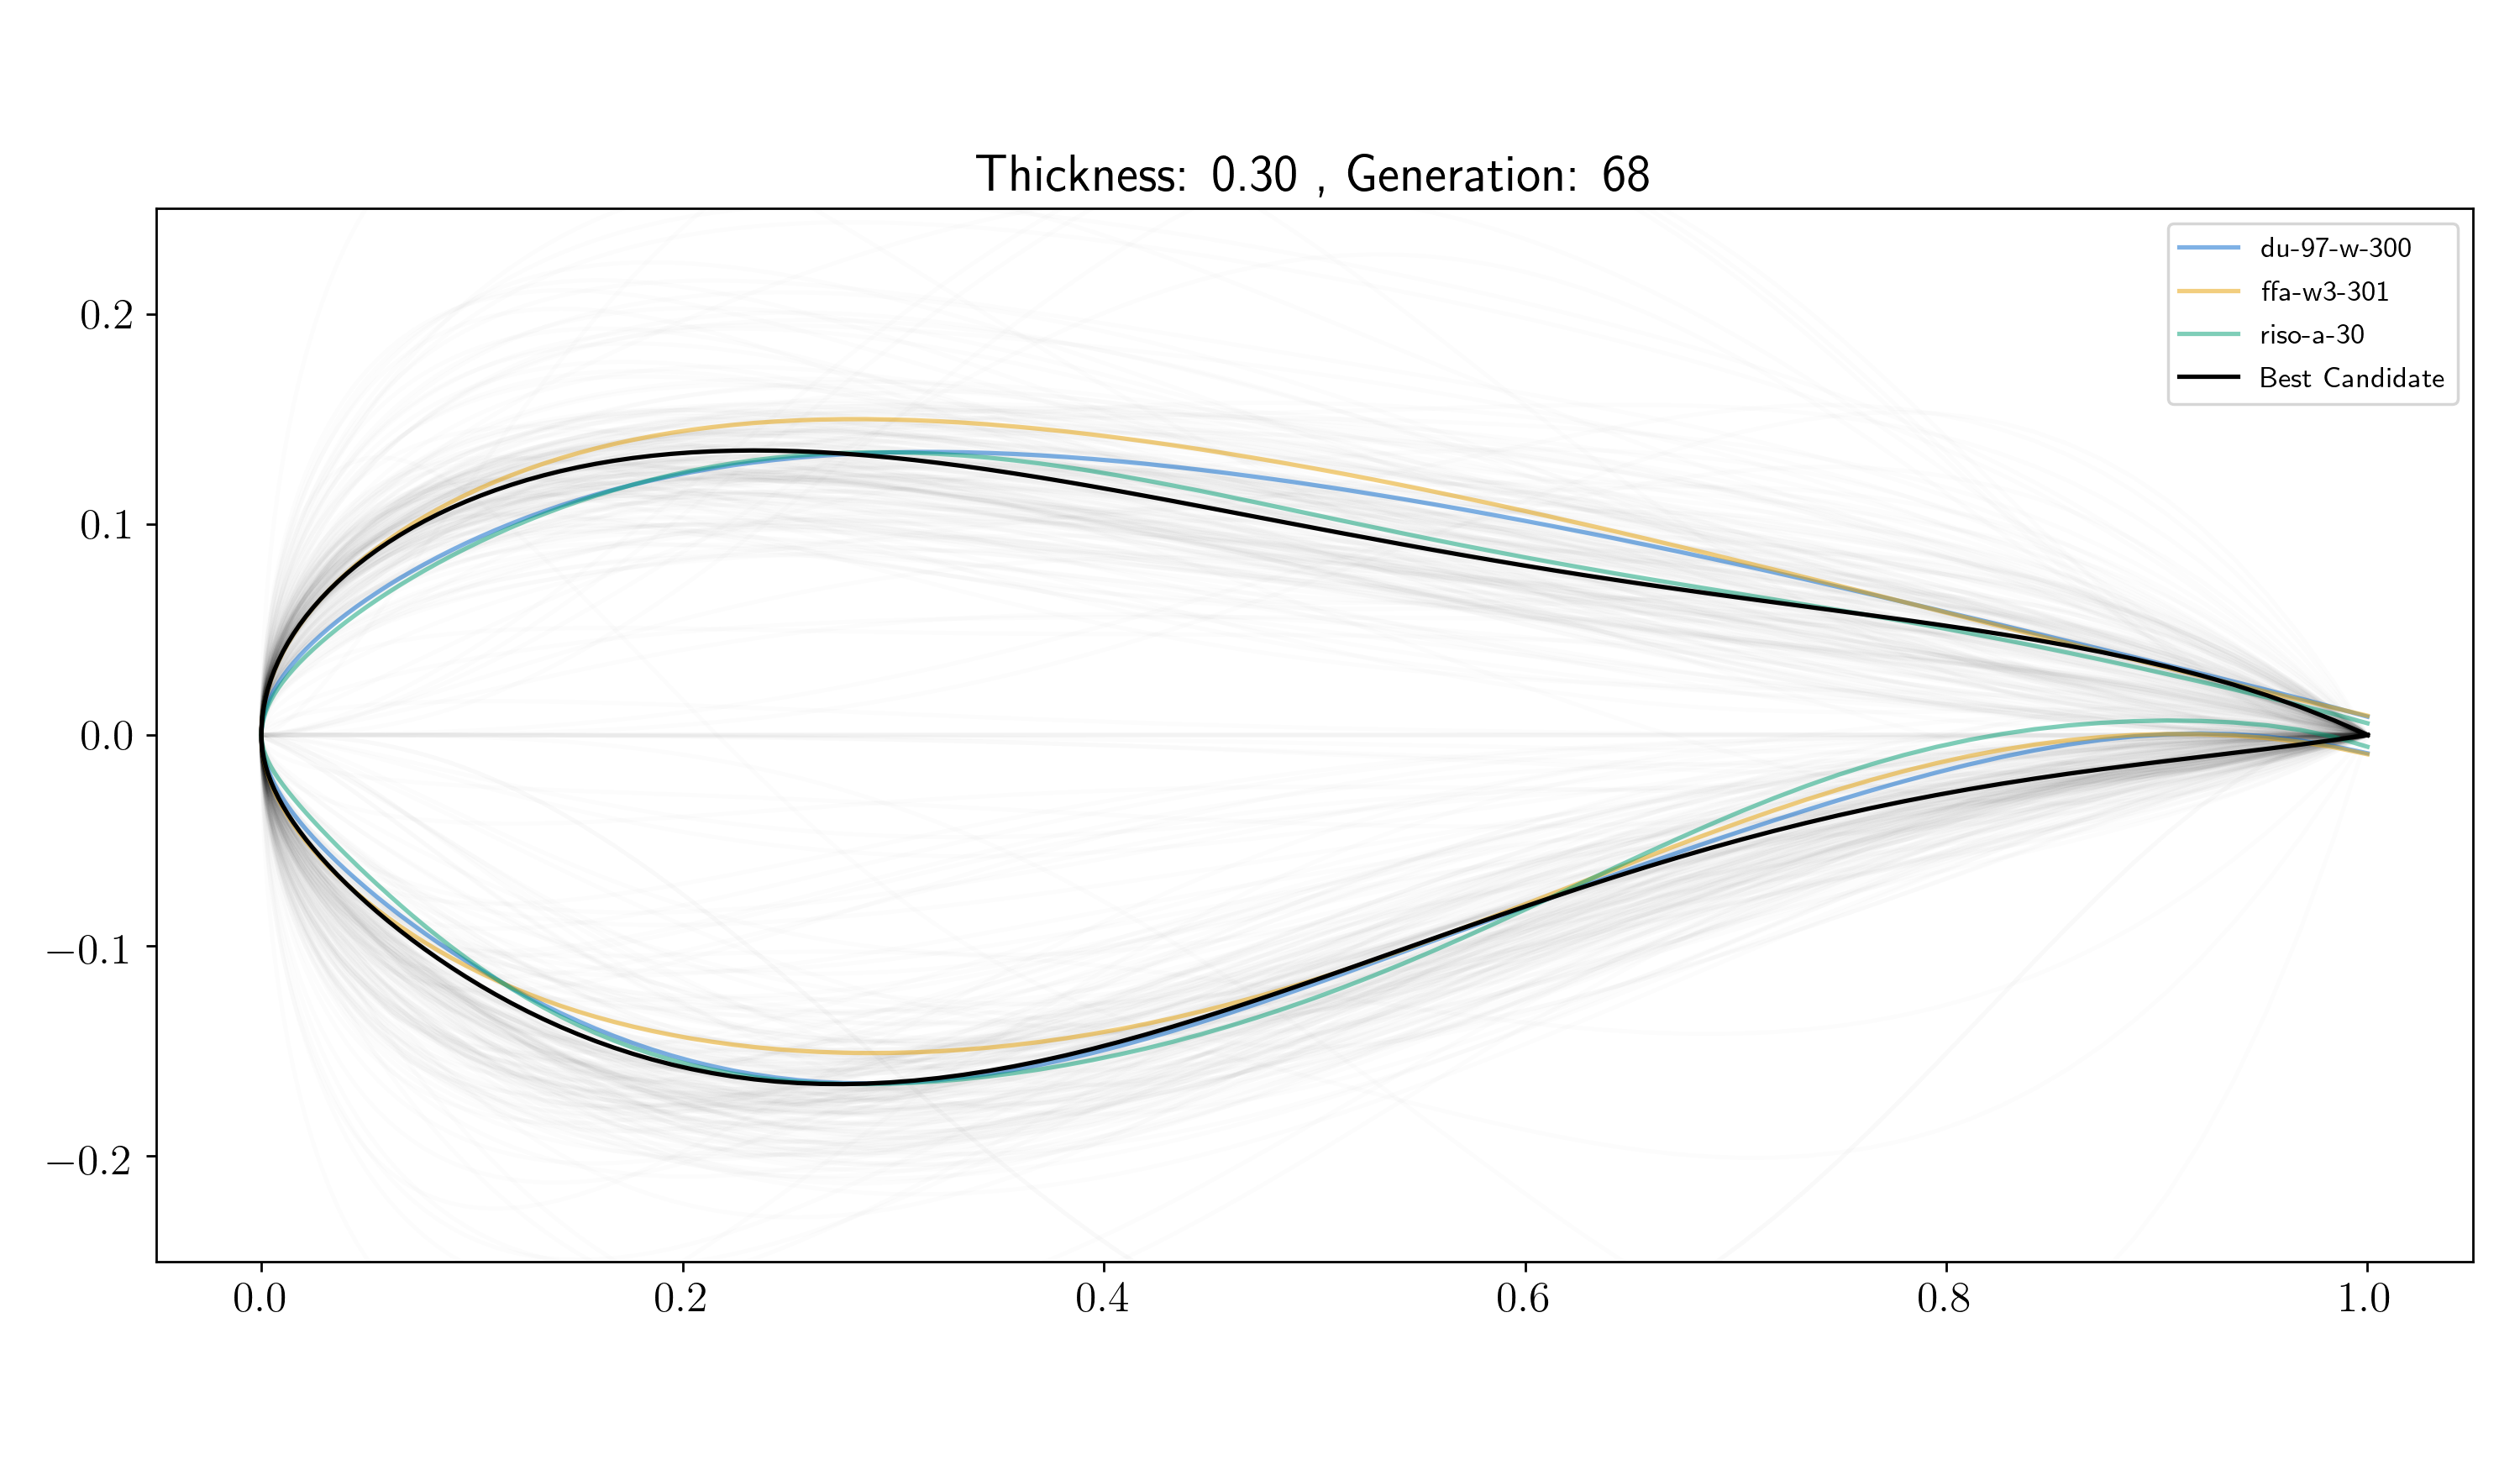 Thickness: 0.30 , Generation: 68
du-97-w-300
ffa-w3-301
riso-a-30
Best Candidate
0.2
0.1
0.0
−0.1
−0.2
0.0 0.2 0.4 0.6 0.8 1.0